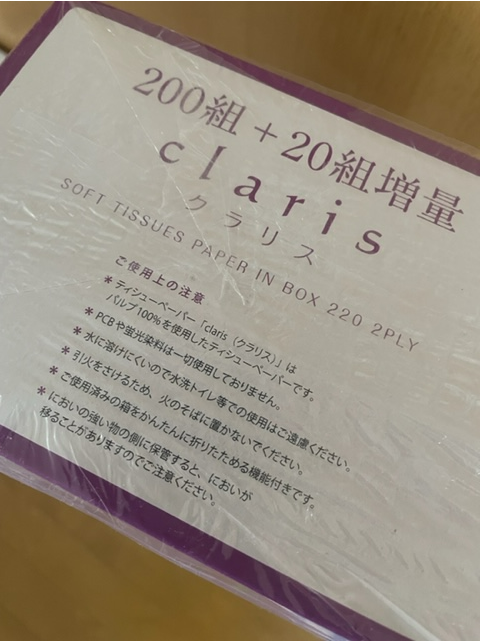 200組+20組増量
claris
クラリス
SOFT TISSUES PAPER IN BOX 220 2PLY
ご使用上の注意
*ティシューペーパー「claris(クラリス)」は
パルプ100%を使用したティシューペーパーです。
*PCBや蛍光染料は一切使用しておりません。
*水に溶けにくいので水洗トイレ等での使用はご遠慮ください。
*引火をさけるため、火のそばに置かないでください。
*ご使用済みの箱をかんたんに折りたためる機能付きです。
*においの強い物の側に保管すると、においが
移ることがありますのでご注意ください。